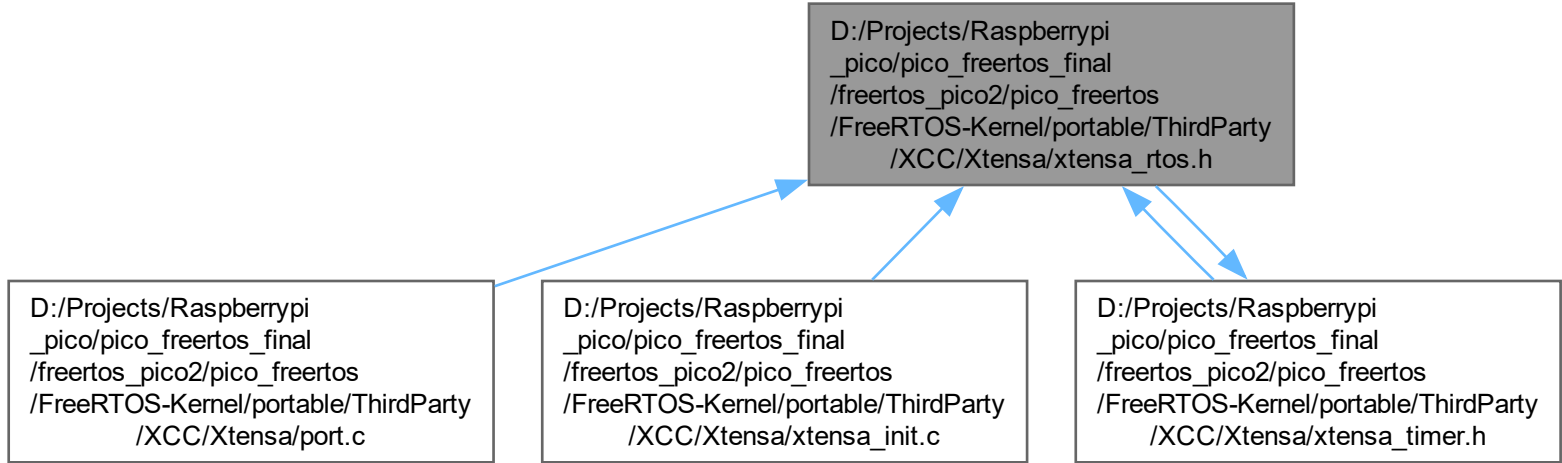 D:/Projects/Raspberrypi
_pico/pico_freertos_final
/freertos_pico2/pico_freertos
/FreeRTOS-Kernel/portable/ThirdParty
/XCC/Xtensa/xtensa_rtos.h
D:/Projects/Raspberrypi
_pico/pico_freertos_final
/freertos_pico2/pico_freertos
/FreeRTOS-Kernel/portable/ThirdParty
/XCC/Xtensa/port.c
D:/Projects/Raspberrypi
_pico/pico_freertos_final
/freertos_pico2/pico_freertos
/FreeRTOS-Kernel/portable/ThirdParty
/XCC/Xtensa/xtensa_init.c
D:/Projects/Raspberrypi
_pico/pico_freertos_final
/freertos_pico2/pico_freertos
/FreeRTOS-Kernel/portable/ThirdParty
/XCC/Xtensa/xtensa_timer.h